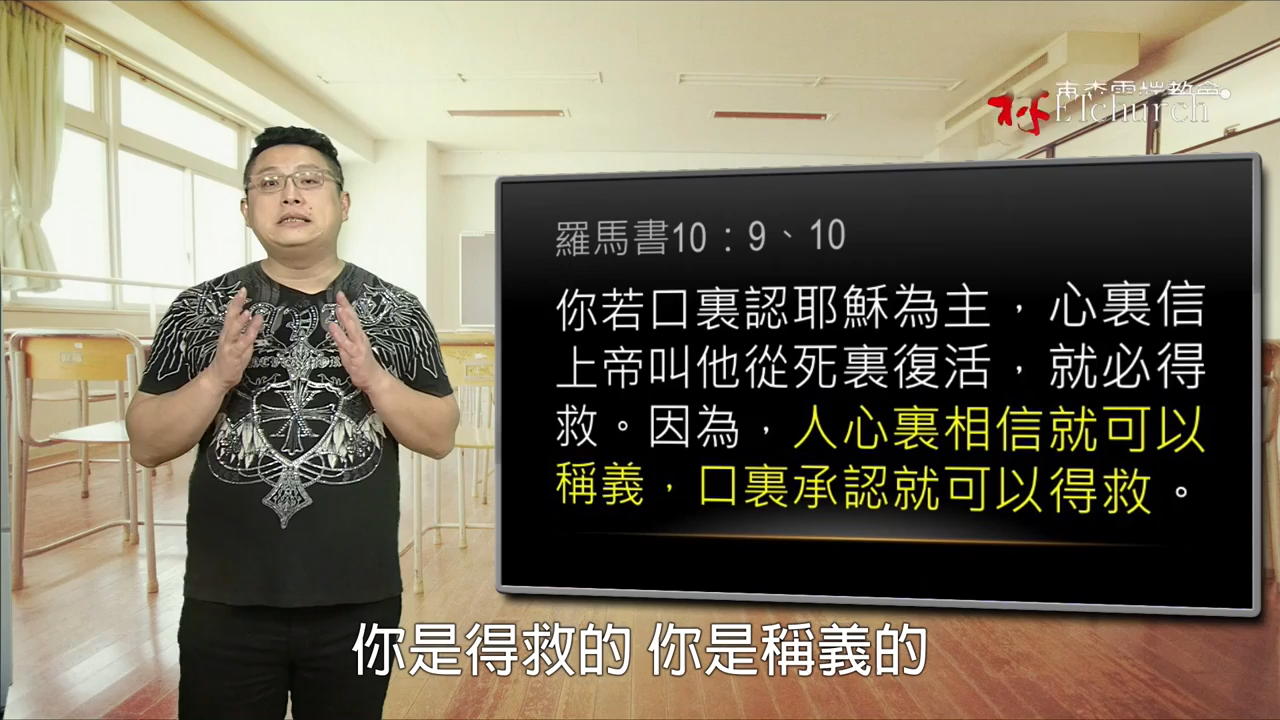 東森雲端教會
ETchurch
羅馬書10：9、10
你若口裏認耶穌為主，心裏信
上帝叫他從死裏復活，就必得
救。因為，人心裏相信就可以
稱義，口裏承認就可以得救。
你是得救的 你是稱義的